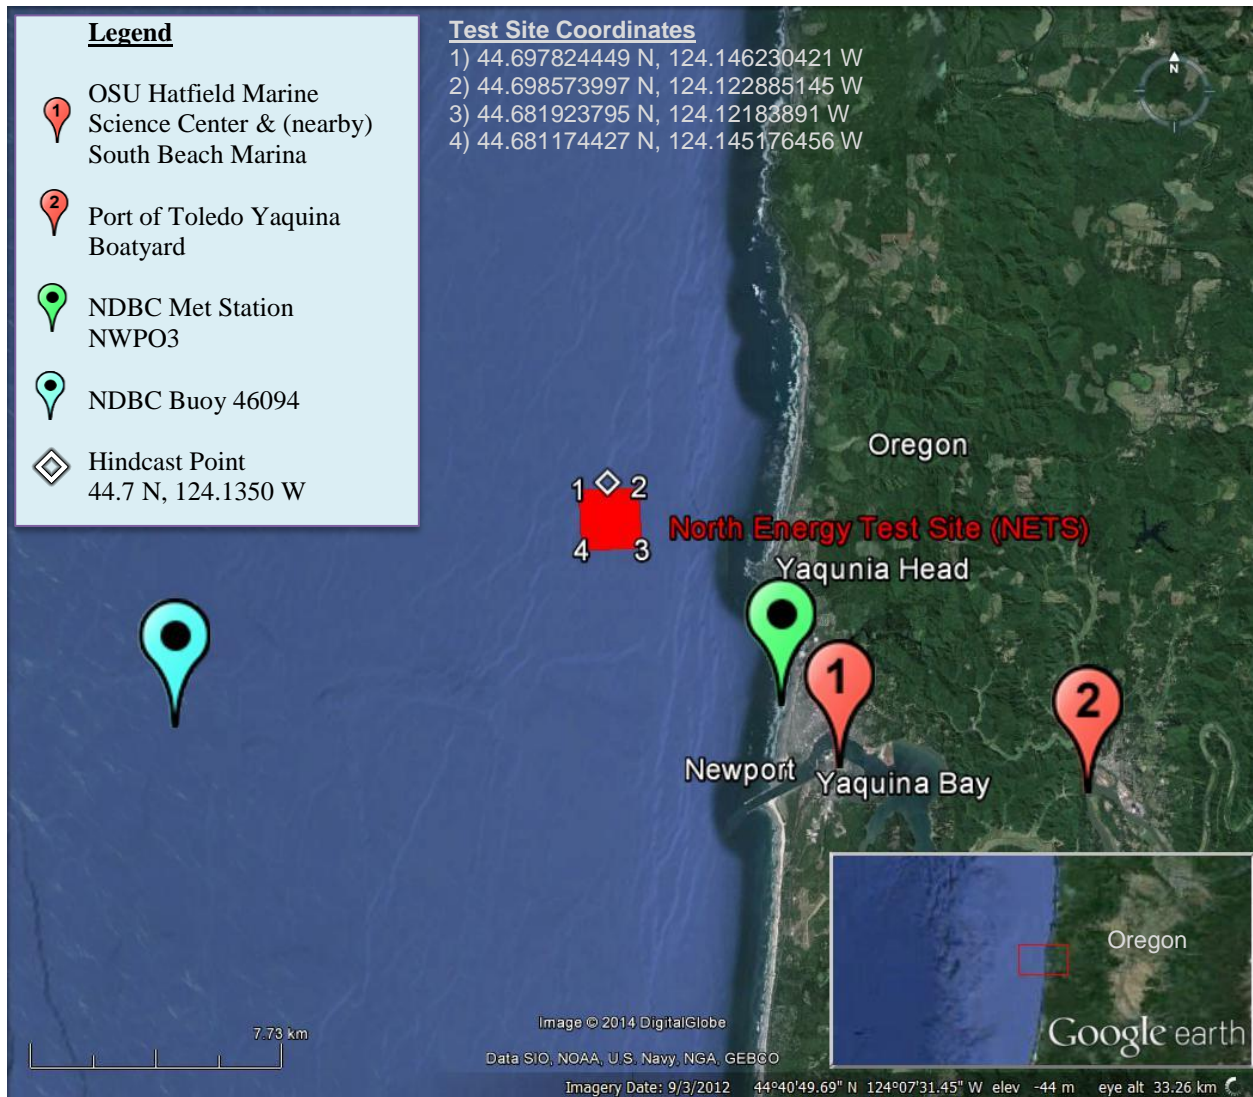 Legend
1
OSU Hatfield Marine
Science Center & (nearby)
South Beach Marina
2
Port of Toledo Yaquina
Boatyard
NDBC Met Station
NWPO3
NDBC Buoy 46094
Hindcast Point
44.7 N, 124.1350 W
Test Site Coordinates
1) 44.697824449 N, 124.146230421 W
2) 44.698573997 N, 124.122885145 W
3) 44.681923795 N, 124.12183891 W
4) 44.681174427 N, 124.145176456 W
N
Oregon
1 2
North Energy Test Site (NETS)
4 3
Yaqunia Head
1
2
Newport
Yaquina Bay
Oregon
Google earth
7.73 km
Image © 2014 DigitalGlobe
Data SIO, NOAA, U.S. Navy, NGA, GEBCO
Imagery Date: 9/3/2012 44°40'49.69" N 124°07'31.45" W elev -44 m eye alt 33.26 km